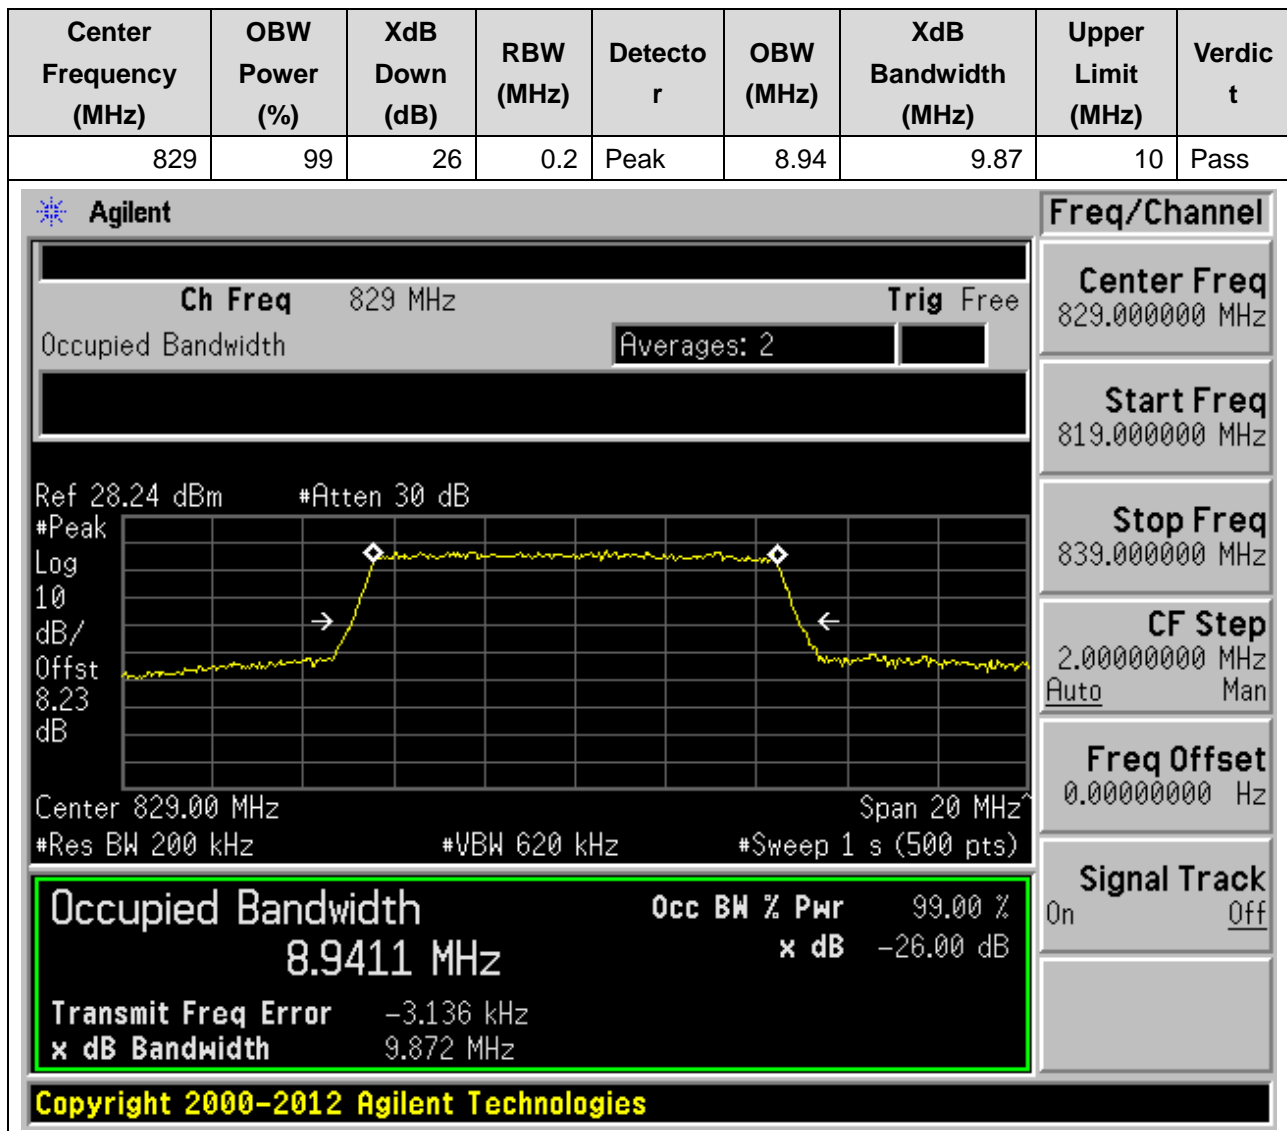 Center Frequency (MHz) OBW Power (%) XdB Down (dB) RBW (MHz) Detecto r OBW (MHz) XdB Bandwidth (MHz) Upper Limit (MHz) Verdic t
829 99 26 0.2 Peak 8.94 9.87 10 Pass
Agilent
Freq/Channel
Ch Freq 829 MHz Trig Free
Occupied Bandwidth Averages: 2
Center Freq
829.000000 MHz
Start Freq
819.000000 MHz
Stop Freq
839.000000 MHz
CF Step
2.00000000 MHz
Auto Man
Freq Offset
0.00000000 Hz
Signal Track
On Off
Ref 28.24 dBm #Atten 30 dB
#Peak
Log
10
dB/
Offst
8.23
dB
Center 829.00 MHz Span 20 MHz^
#Res BW 200 kHz #VBW 620 kHz #Sweep 1 s (500 pts)
Occupied Bandwidth Occ BW % Pwr 99.00 %
8.9411 MHz x dB -26.00 dB
Transmit Freq Error -3.136 kHz
x dB Bandwidth 9.872 MHz
Copyright 2000-2012 Agilent Technologies